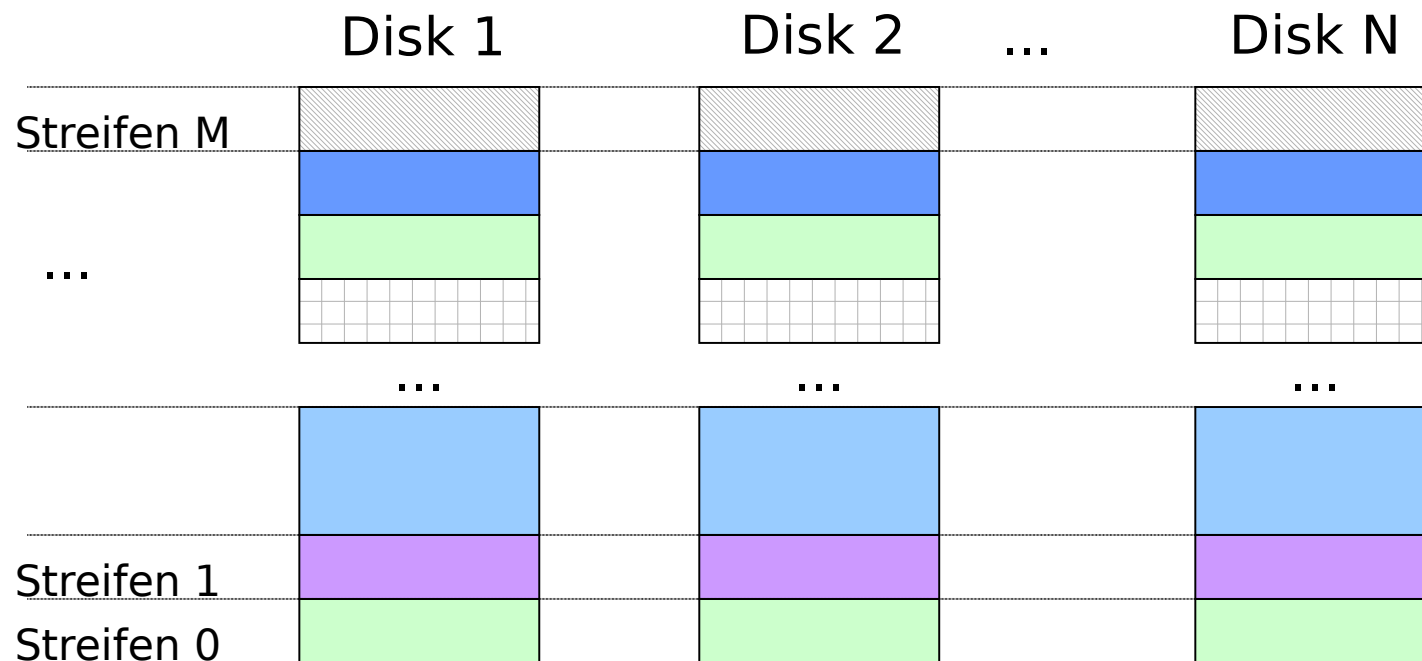 Disk 1 Disk 2 ... Disk N
Streifen M
...
... ... ...
Streifen 1
Streifen 0